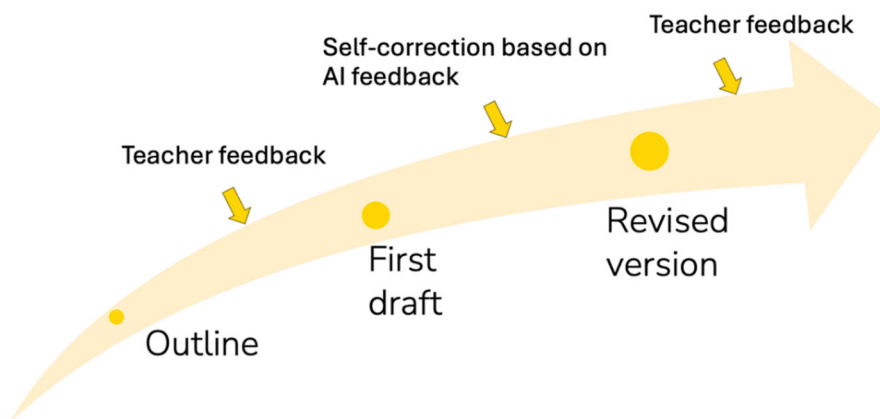 Teacher feedback
Self-correction based on
AI feedback
Teacher feedback
Outline
First
draft
Revised
version